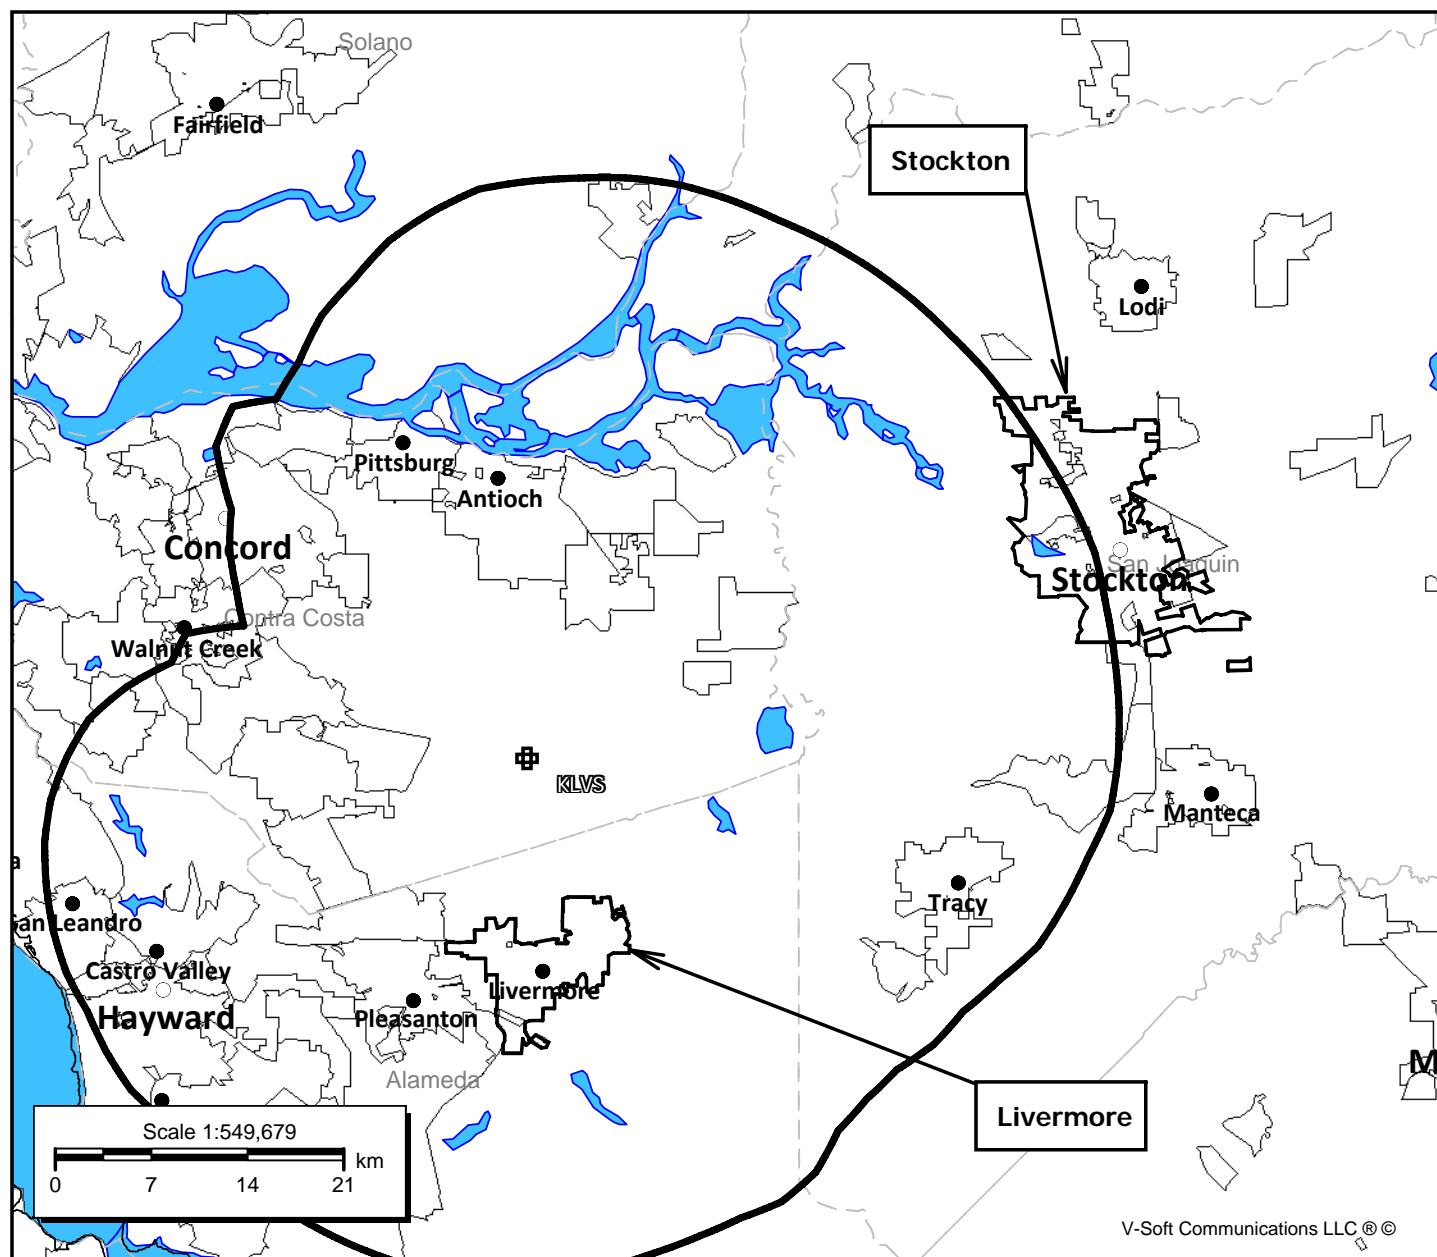 Solano
Fairfield
Stockton
Lodi
Pittsburg
Antioch
Concord
San Joaquin
Stockton
Contra Costa
Walnut Creek
KLVS
Manteca
a
San Leandro
Tracy
Castro Valley
Livermore
Hayward
Pleasanton
M
Alameda
Livermore
Scale 1:549,679
km
0 7 14 21
V-Soft Communications LLC ® ©